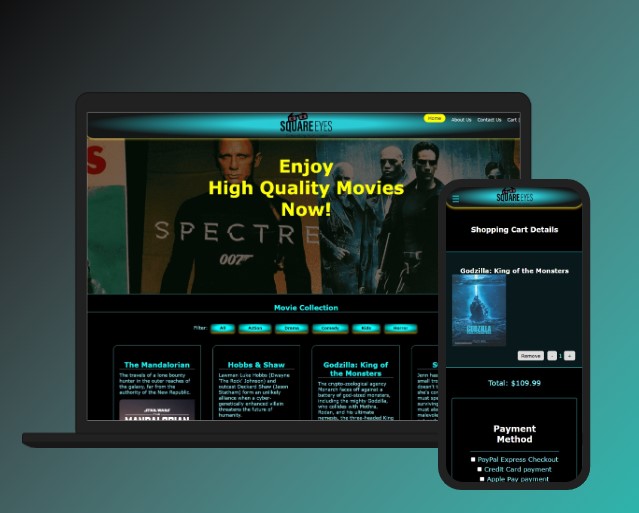 SQUARE EYES
Home
About Us
Contact Us
Cart
S
Enjoy
High Quality Movies
Now!
SPECTRE
007
Movie Collection
Filter:
All
Action
Drama
Comedy
Kids
Horror
The Mandalorian
The travels of a lone bounty
hunter in the outer reaches of
the galaxy, far from the
authority of the New Republic.
STAR WARS
THE
MANDALORIAN
Hobbs & Shaw
Lawman Luke Hobbs (Dwayne
"The Rock" Johnson) and
outcast Deckard Shaw (Jason
Statham) form an unlikely
alliance when a cyber-
genetically enhanced villain
threatens the future of
humanity.
Godzilla: King of
the Monsters
The crypto-zoological agency
Monarch faces off against a
battery of god-sized monsters,
including the mighty Godzilla,
who collides with Mothra,
Rodan, and his ultimate
nemesis, the three-headed King
SQUARE EYES
Shopping Cart Details
Godzilla: King of the Monsters
GODZILLA
Remove
-
1
+
Total: $109.99
Payment
Method
PayPal Express Checkout
Credit Card payment
Apple Pay payment